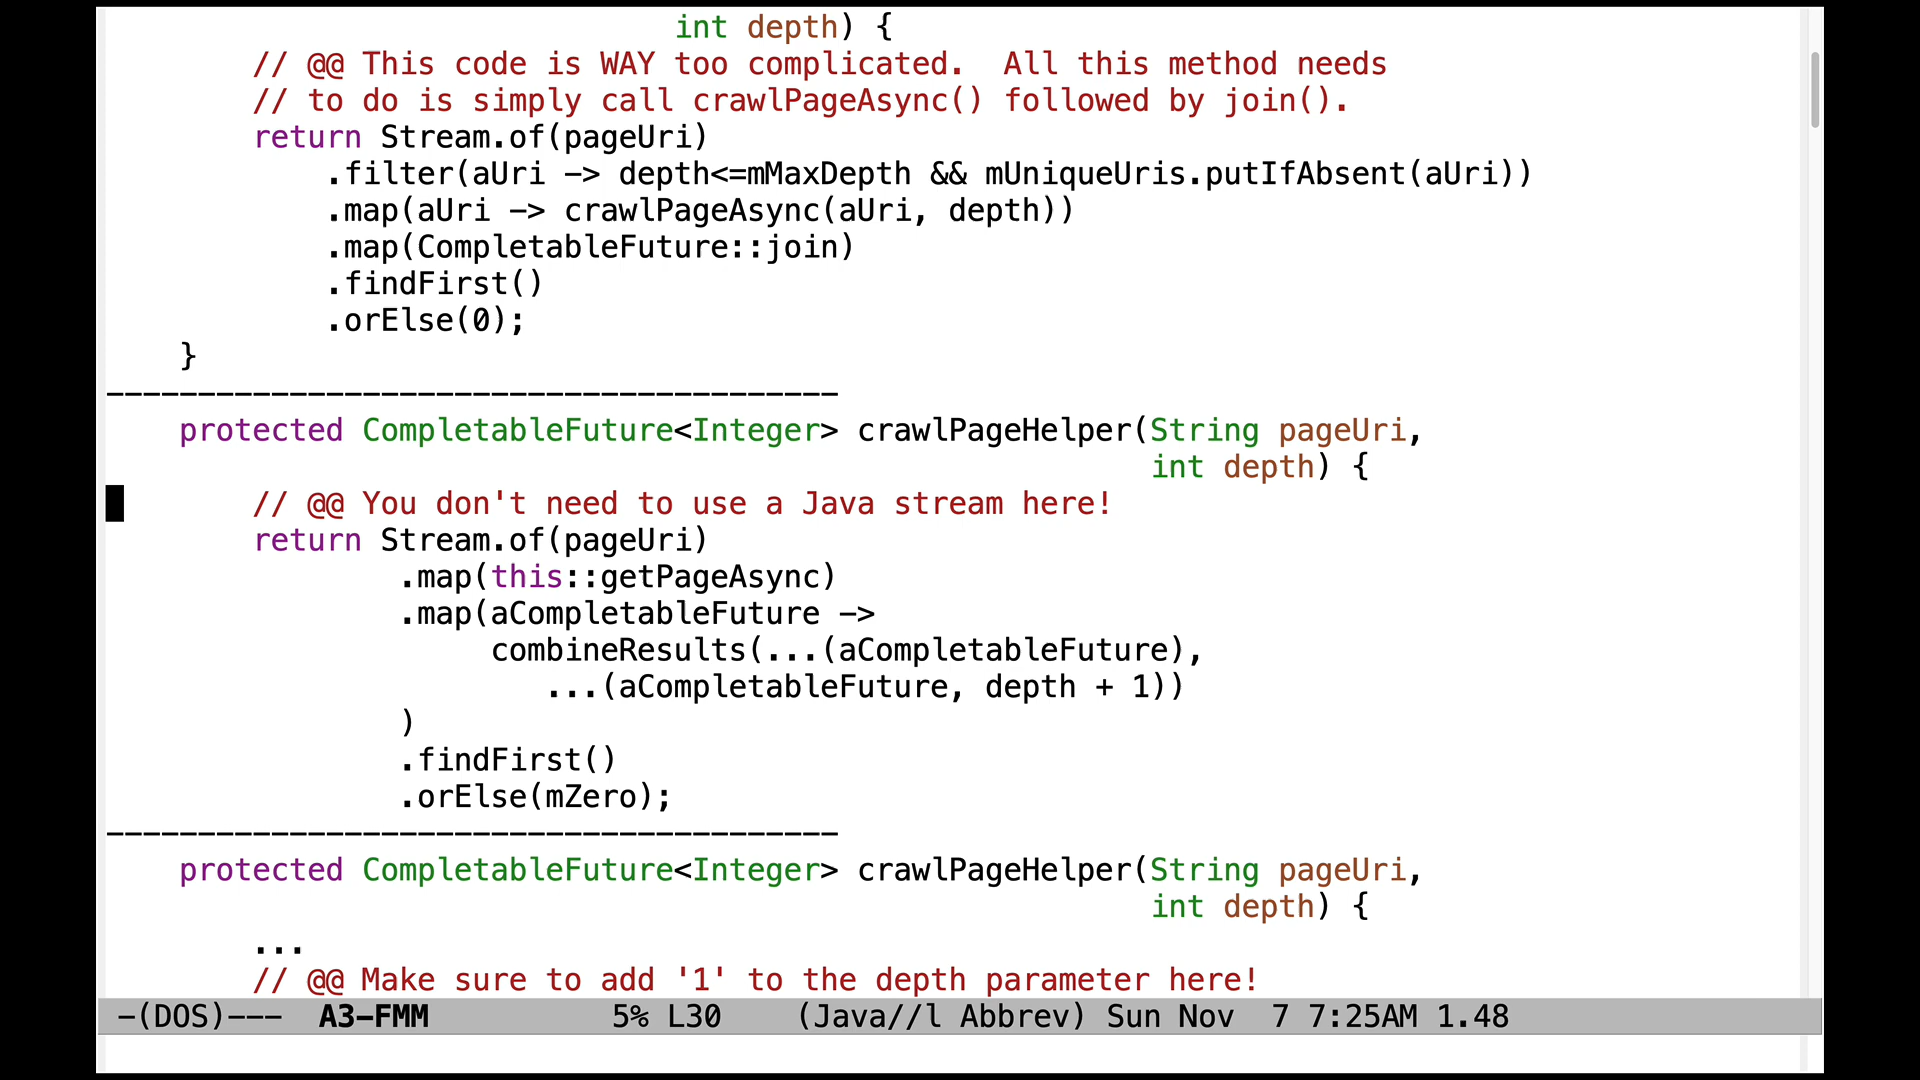 int depth) {
// @@ This code is WAY too complicated.  All this method needs
// to do is simply call crawlPageAsync() followed by join().
return Stream.of(pageUri)
.filter(aUri -> depth<=mMaxDepth && mUniqueUris.putIfAbsent(aUri))
.map(aUri -> crawlPageAsync(aUri, depth))
.map(CompletableFuture::join)
.findFirst()
.orElse(0);
}
----------------------------------------
protected CompletableFuture<Integer> crawlPageHelper(String pageUri,
int depth) {
// @@ You don't need to use a Java stream here!
return Stream.of(pageUri)
.map(this::getPageAsync)
.map(aCompletableFuture ->
combineResults(...(aCompletableFuture),
...(aCompletableFuture, depth + 1))
)
.findFirst()
.orElse(mZero);
----------------------------------------
protected CompletableFuture<Integer> crawlPageHelper(String pageUri,
int depth) {
...
// @@ Make sure to add '1' to the depth parameter here!
-(DOS)---  A3-FMM          5% L30    (Java//l Abbrev) Sun Nov  7 7:25AM 1.48